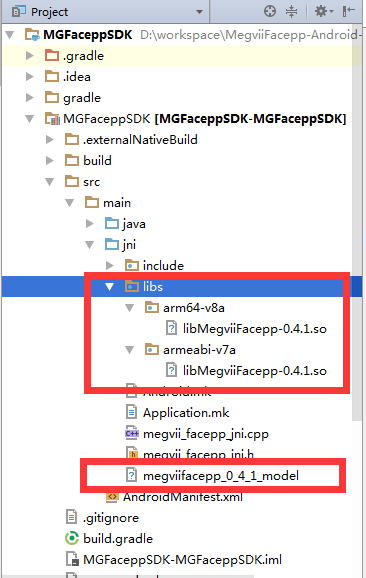 Project
MGFaceppSDK D:\workspace\MegviiFacepp-Android-
.gradle
.idea
gradle
MGFaceppSDK [MGFaceppSDK-MGFaceppSDK]
.externalNativeBuild
build
src
main
java
jni
include
libs
arm64-v8a
libMegviiFacepp-0.4.1.so
armeabi-v7a
libMegviiFacepp-0.4.1.so
Android.mk
Application.mk
megvii_facepp_jni.cpp
megvii_facepp_jni.h
megviifacepp_0_4_1_model
AndroidManifest.xml
.gitignore
build.gradle
MGFaceppSDK-MGFaceppSDK.iml